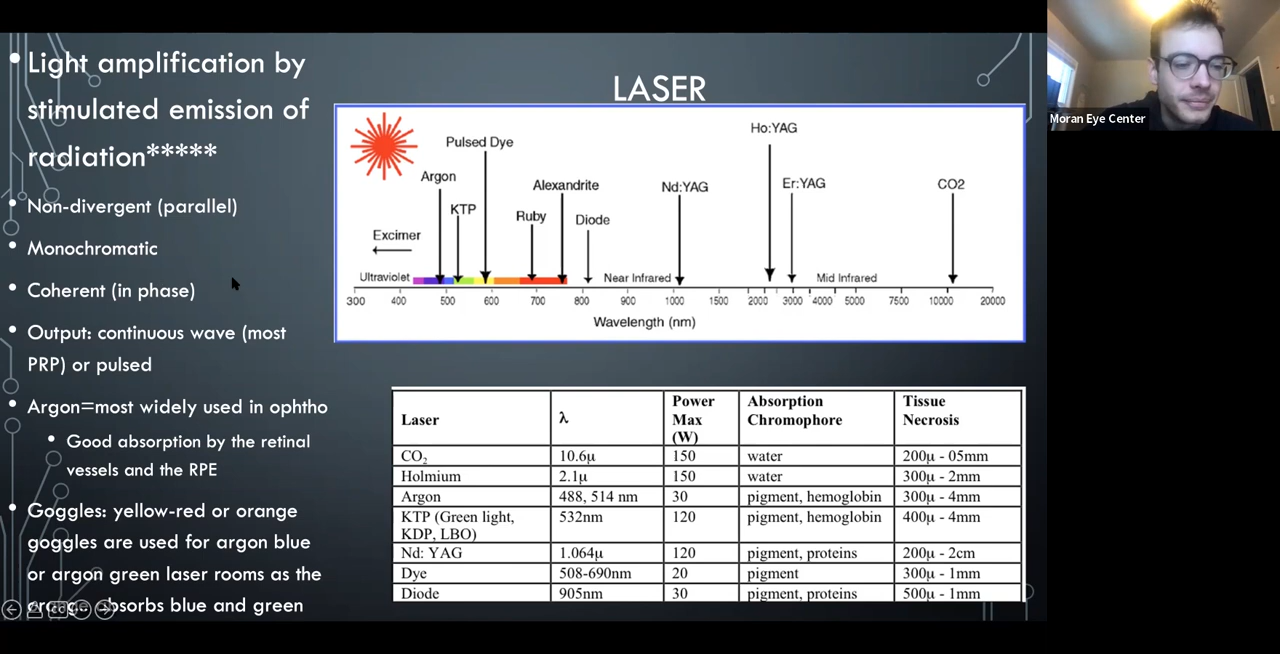 • Light amplification by
stimulated emission of
radiation*****
• Non-divergent (parallel)
• Monochromatic
• Coherent (in phase)
• Output: continuous wave (most
PRP) or pulsed
• Argon=most widely used in ophtho
• Good absorption by the retinal
vessels and the RPE
• Goggles: yellow-red or orange
goggles are used for argon blue
or argon green laser rooms as the
orange absorbs blue and green
LASER
Ho:YAG
Pulsed Dye
Argon
Alexandrite
Nd:YAG
Er:YAG
CO2
KTP
Ruby
Diode
Excimer
Ultraviolet
Near Infrared
Mid Infrared
300 400 500 600 700 800 900 1000 1500 2000 3000 4000 5000 7500 10000 20000
Wavelength (nm)
Laser λ Power Max (W) Absorption Chromophore Tissue Necrosis
CO₂ 10.6μ 150 water 200μ - 05mm
Holmium 2.1μ 150 water 300μ - 2mm
Argon 488, 514 nm 30 pigment, hemoglobin 300μ - 4mm
KTP (Green light, KDP, LBO) 532nm 120 pigment, hemoglobin 400μ - 4mm
Nd: YAG 1.064μ 120 pigment, proteins 200μ - 2cm
Dye 508-690nm 20 pigment 300μ - 1mm
Diode 905nm 30 pigment, proteins 500μ - 1mm
Moran Eye Center